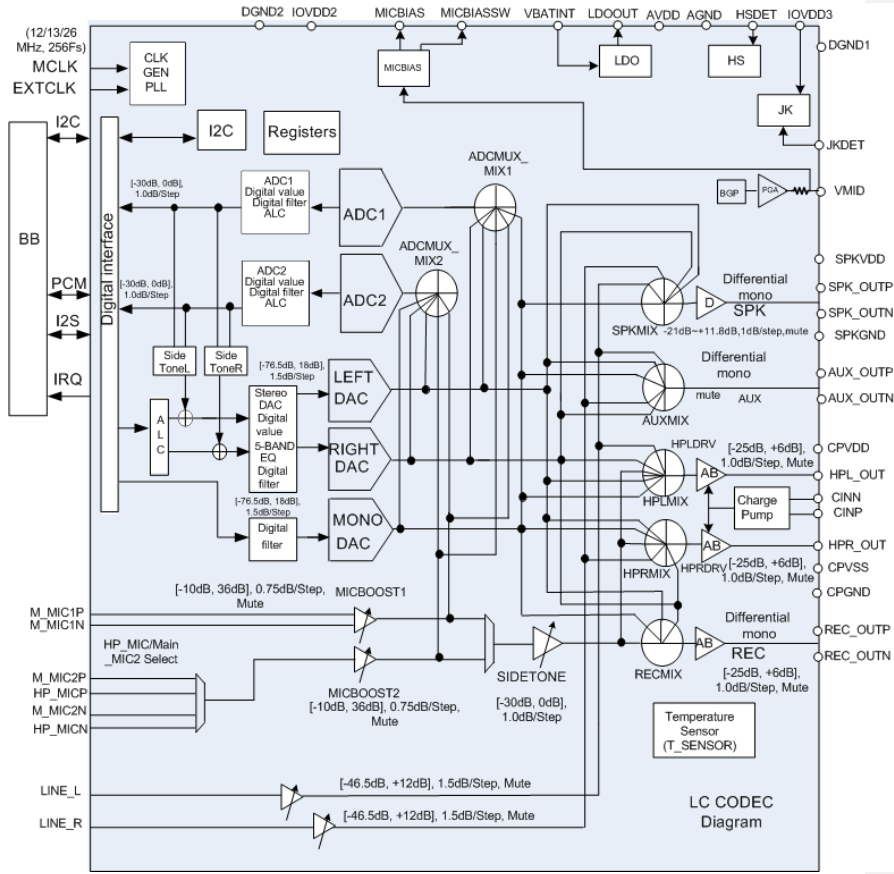 DGND2
IOVDD2
MICBIAS
MICBIASSW
VBATINT
LDOOUT
AVDD
AGND
HSDET
IOVDD3
(12/13/26
MHz, 256Fs)
MCLK
EXTCLK
CLK
GEN
PLL
MICBIAS
LDO
HS
DGND1
JK
JKDET
I2C
I2C
Registers
ADCMUX_
MIX1
BGP
PGA
VMID
[-30dB, 0dB],
1.0dB/Step
ADC1
Digital value
Digital filter
ALC
ADC1
BB
Digital interface
ADCMUX_
MIX2
PCM
[-30dB, 0dB],
1.0dB/Step
ADC2
Digital value
Digital filter
ALC
ADC2
I2S
IRQ
SPKVDD
SPK_OUTP
SPK_OUTN
SPKGND
Differential
mono
SPK
D
SPKMIX
-21dB~+11.8dB,1dB/step,mute
Side
ToneL
Side
ToneR
[-76.5dB, 18dB],
1.5dB/Step
LEFT
DAC
Differential
mono
mute
AUX
AUXMIX
AUX_OUTP
AUX_OUTN
A
L
C
Stereo
DAC
Digital
value
5-BAND
EQ
Digital
filter
RIGHT
DAC
HPLDRV
[-25dB, +6dB],
1.0dB/Step, Mute
AB
HPLMIX
CPVDD
HPL_OUT
CINN
CINP
Charge
Pump
[-76.5dB, 18dB],
1.5dB/Step
Digital
filter
MONO
DAC
AB
HPRMIX
HPRDRV
[-25dB, +6dB],
1.0dB/Step, Mute
HPR_OUT
CPVSS
CPGND
[-10dB, 36dB], 0.75dB/Step,
Mute
MICBOOST1
M_MIC1P
M_MIC1N
HP_MIC/Main
_MIC2 Select
M_MIC2P
HP_MICP
M_MIC2N
HP_MICN
MICBOOST2
[-10dB, 36dB], 0.75dB/Step,
Mute
SIDETONE
[-30dB, 0dB],
1.0dB/Step
RECMIX
AB
Differential
mono
REC
[-25dB, +6dB],
1.0dB/Step, Mute
REC_OUTP
REC_OUTN
Temperature
Sensor
(T_SENSOR)
LINE_L
[-46.5dB, +12dB], 1.5dB/Step, Mute
LINE_R
[-46.5dB, +12dB], 1.5dB/Step, Mute
LC CODEC
Diagram